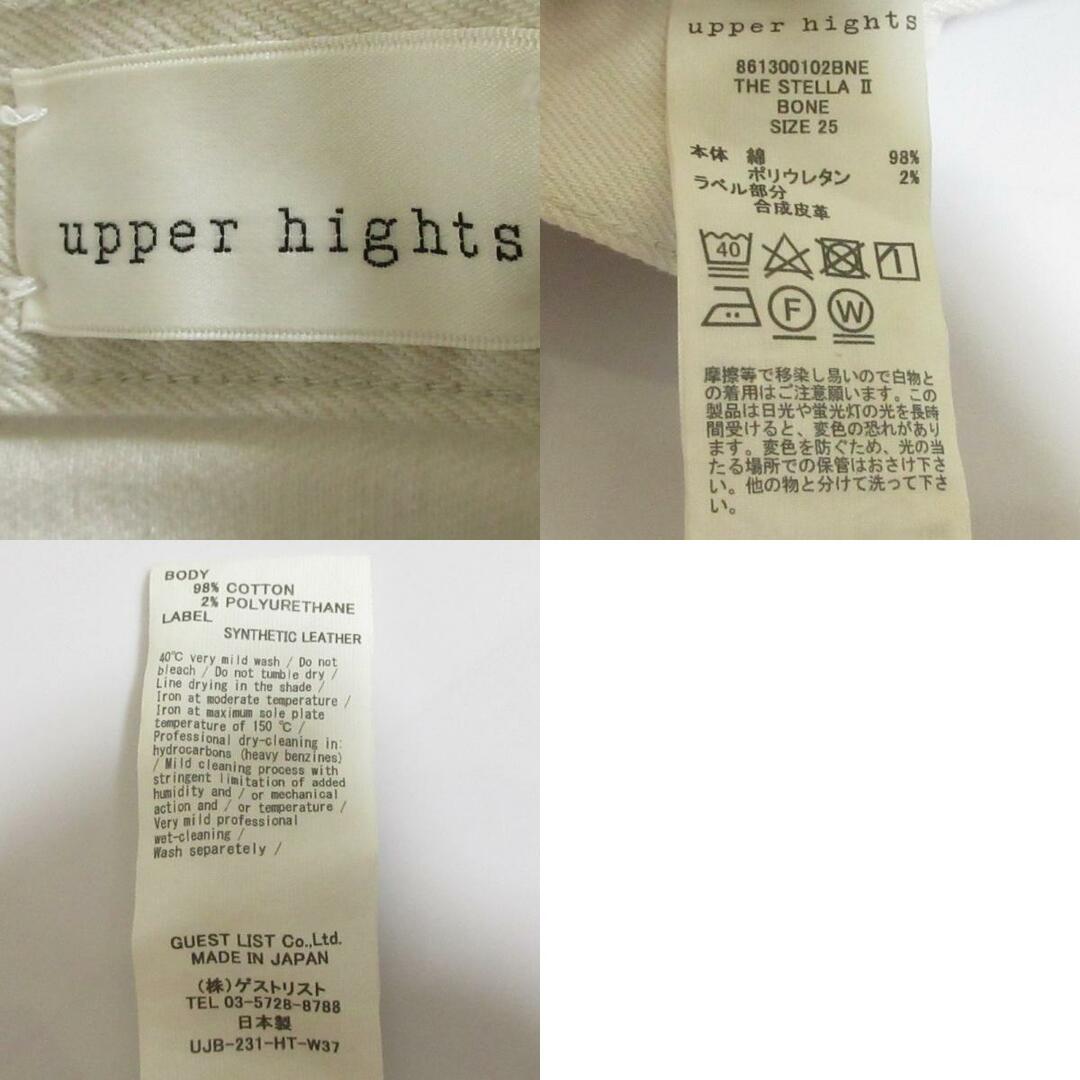 upper hights
upper hights
861300102BNE
THE STELLA Ⅱ
BONE
SIZE 25
本体 綿 98%
ポリウレタン 2%
ラベル部分
合成皮革
40
F
W
摩擦等で移染し易いので白物と
の着用はご注意願います。この
製品は日光や蛍光灯の光を長時
間受けると、変色の恐れがあり
ます。変色を防ぐため、光の当
たる場所での保管はおさけ下さ
い。他の物と分けて洗って下さ
い。
BODY
98% COTTON
2% POLYURETHANE
LABEL
SYNTHETIC LEATHER
40℃ very mild wash / Do not
bleach / Do not tumble dry /
Line drying in the shade /
Iron at moderate temperature /
Iron at maximum sole plate
temperature of 150 ℃ /
Professional dry-cleaning in:
hydrocarbons (heavy benzines)
/ Mild cleaning process with
stringent limitation of added
humidity and / or mechanical
action and / or temperature /
Very mild professional
wet-cleaning /
Wash separetely /
GUEST LIST Co.,Ltd.
MADE IN JAPAN
(株)ゲストリスト
TEL 03-5728-8788
日本製
UJB-231-HT-W37